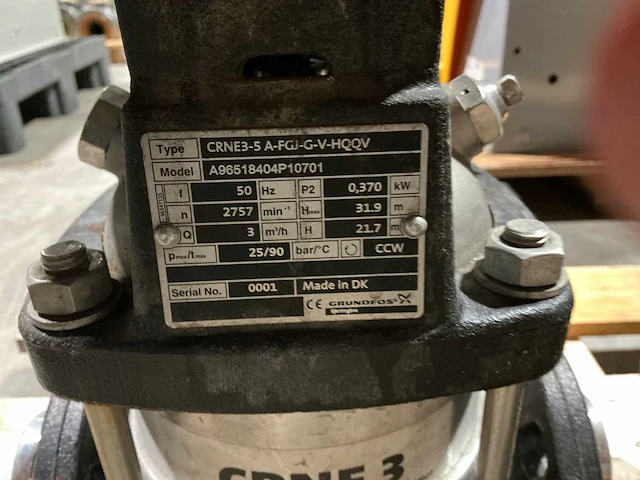 Type CRNE3-5 A-FGJ-G-V-HQQV
Model A96518404P10701
f 50 Hz P2 0,370 kW
n 2757 min⁻¹ Hmax 31.9 m
Q 3 m³/h H 21.7 m
pmax/tmax 25/90 bar/°C CCW
Serial No. 0001 Made in DK
CE GRUNDFOS
CRNE 3